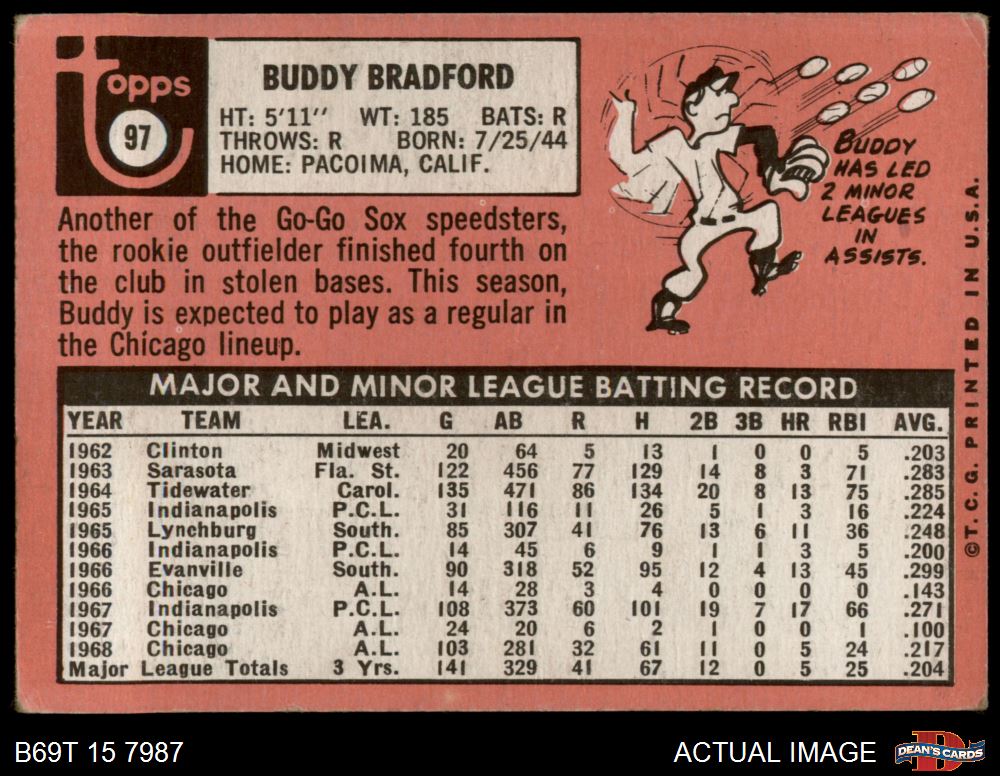 topps
97
BUDDY BRADFORD
HT: 5'11" WT: 185 BATS: R
THROWS: R BORN: 7/25/44
HOME: PACOIMA, CALIF.
Another of the Go-Go Sox speedsters,
the rookie outfielder finished fourth on
the club in stolen bases. This season,
Buddy is expected to play as a regular in
the Chicago lineup.
BUDDY
HAS LED
2 MINOR
LEAGUES
IN
ASSISTS.
©T.C.G. PRINTED IN U.S.A.
MAJOR AND MINOR LEAGUE BATTING RECORD
YEAR TEAM LEA. G AB R H 2B 3B HR RBI AVG.
1962 Clinton Midwest 20 64 5 13 1 0 0 5 .203
1963 Sarasota Fla. St. 122 456 77 129 14 8 3 71 .283
1964 Tidewater Carol. 135 471 86 134 20 8 13 75 .285
1965 Indianapolis P.C.L. 31 116 11 26 5 1 3 16 .224
1965 Lynchburg South. 85 307 41 76 13 6 11 36 .248
1966 Indianapolis P.C.L. 14 45 6 9 1 1 3 5 .200
1966 Evanville South. 90 318 52 95 12 4 13 45 .299
1966 Chicago A.L. 14 28 3 4 0 0 0 0 .143
1967 Indianapolis P.C.L. 108 373 60 101 19 7 17 66 .271
1967 Chicago A.L. 24 20 6 2 1 0 0 1 .100
1968 Chicago A.L. 103 281 32 61 11 0 5 24 .217
Major League Totals 3 Yrs. 141 329 41 67 12 0 5 25 .204
B69T 15 7987
ACTUAL IMAGE
D
DEAN'S CARDS